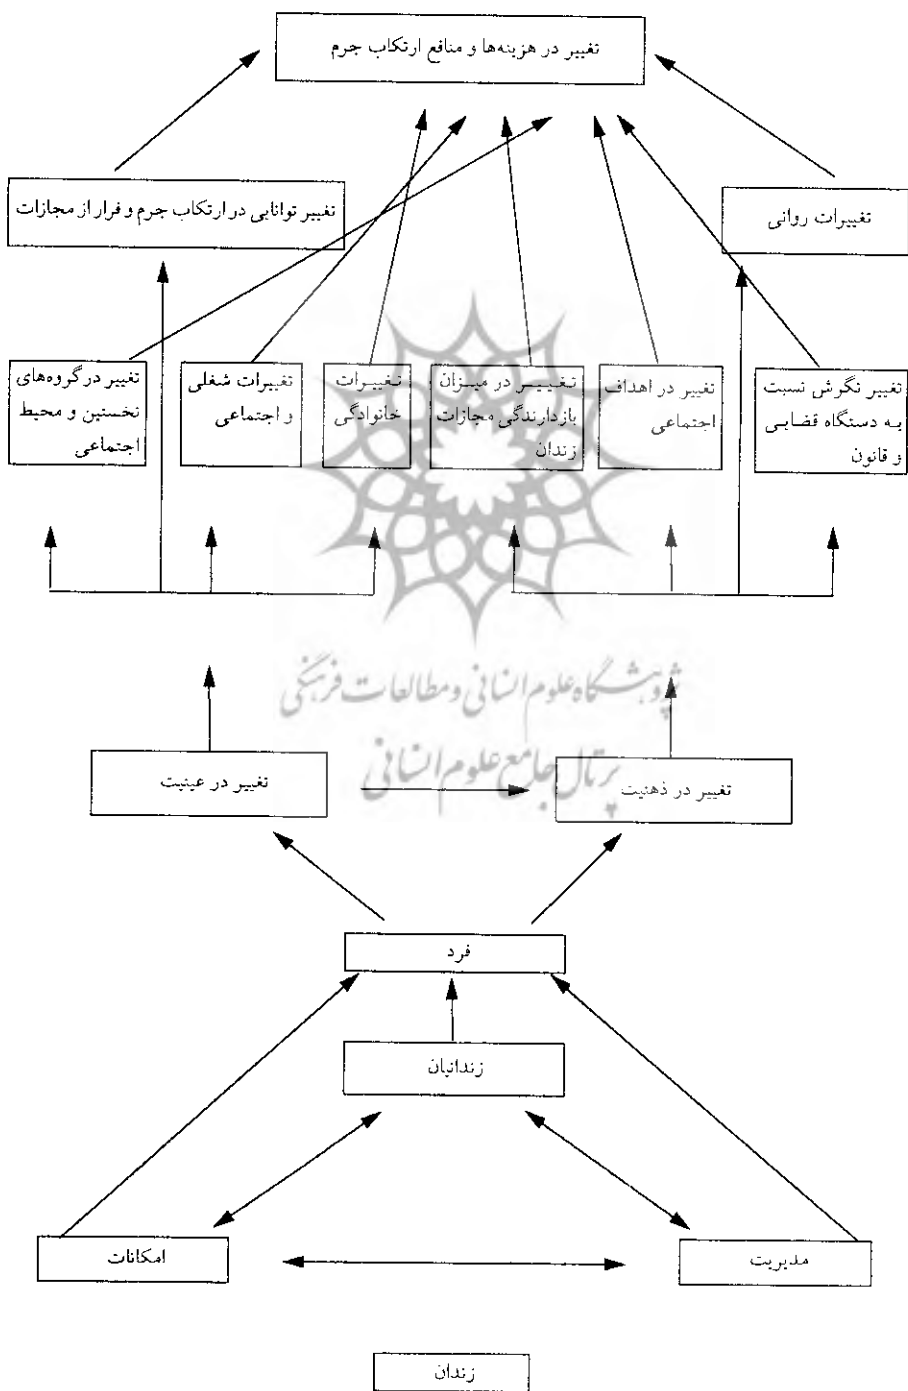 تغییر در هزینه‌ها و منافع ارتکاب جرم
تغییرات روانی
تغییر توانایی در ارتکاب جرم و فرار از مجازات
تغییر نگرش نسبت
به دستگاه قضایی
و قانون
تغییر در اهداف
اجتماعی
تغییر در میزان
بازدارندگی مجازات
زندان
تغییرات
خانوادگی
تغییرات شغلی
و اجتماعی
تغییر در گروه‌های
نخستین و محیط
اجتماعی
پژوهشگاه علوم انسانی و مطالعات فرهنگی
پرتال جامع علوم انسانی
تغییر در ذهنیت
تغییر در عینیت
فرد
زندانیان
مدیریت
امکانات
زندان